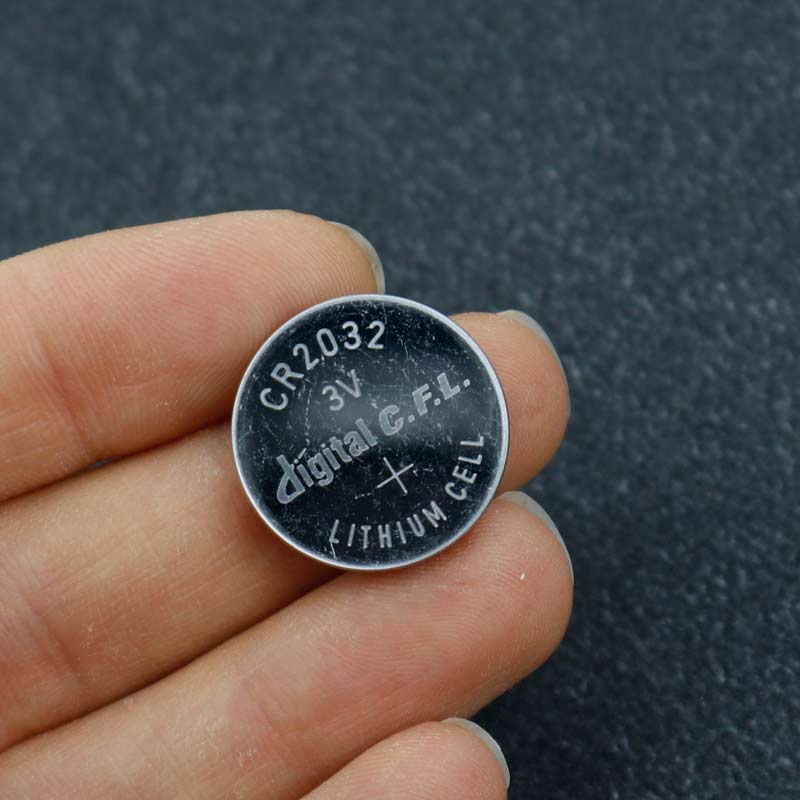 CR2032
3V
digital C.F.L.
+
LITHIUM CELL